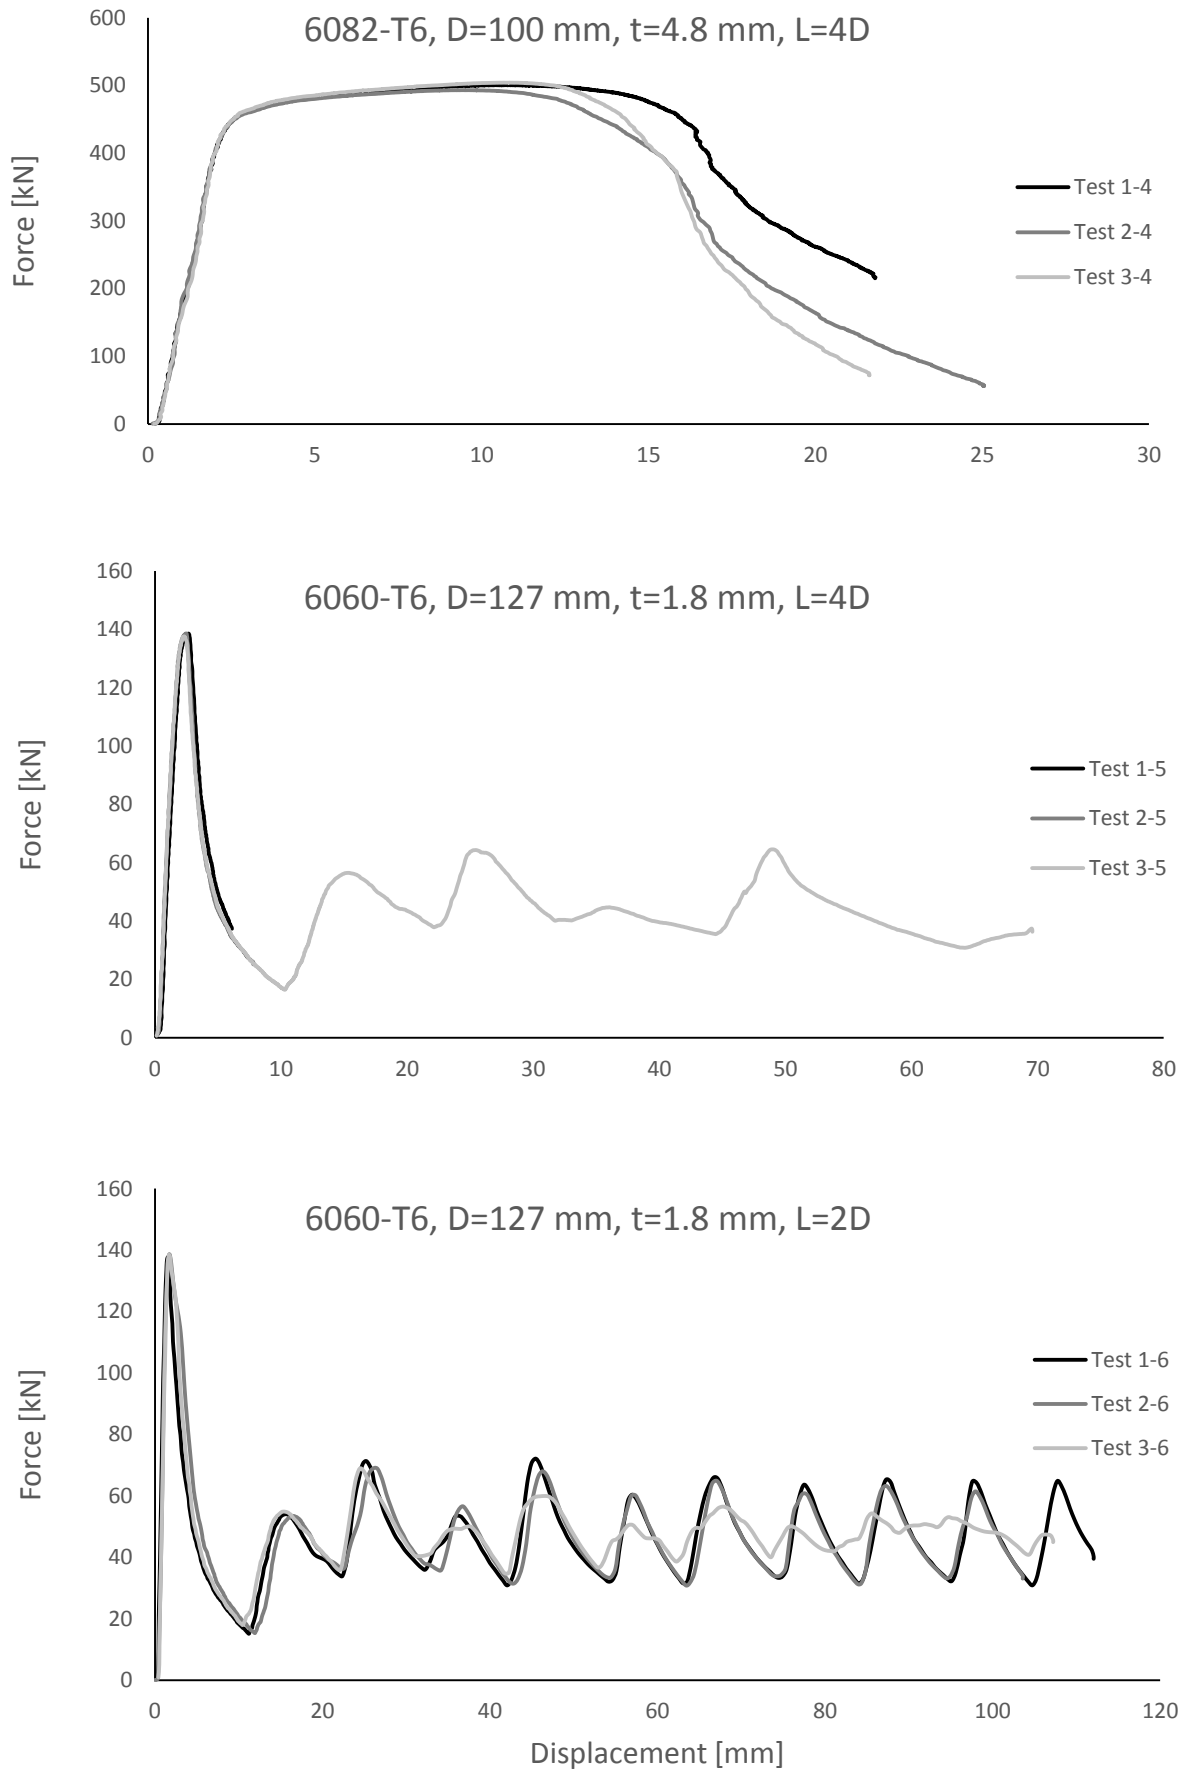 6082-T6, D=100 mm, t=4.8 mm, L=4D
600
500
400
300
200
100
0
Force [kN]
0 5 10 15 20 25 30
Test 1-4
Test 2-4
Test 3-4
6060-T6, D=127 mm, t=1.8 mm, L=4D
160
140
120
100
80
60
40
20
0
Force [kN]
0 10 20 30 40 50 60 70 80
Test 1-5
Test 2-5
Test 3-5
6060-T6, D=127 mm, t=1.8 mm, L=2D
160
140
120
100
80
60
40
20
0
Force [kN]
0 20 40 60 80 100 120
Test 1-6
Test 2-6
Test 3-6
Displacement [mm]